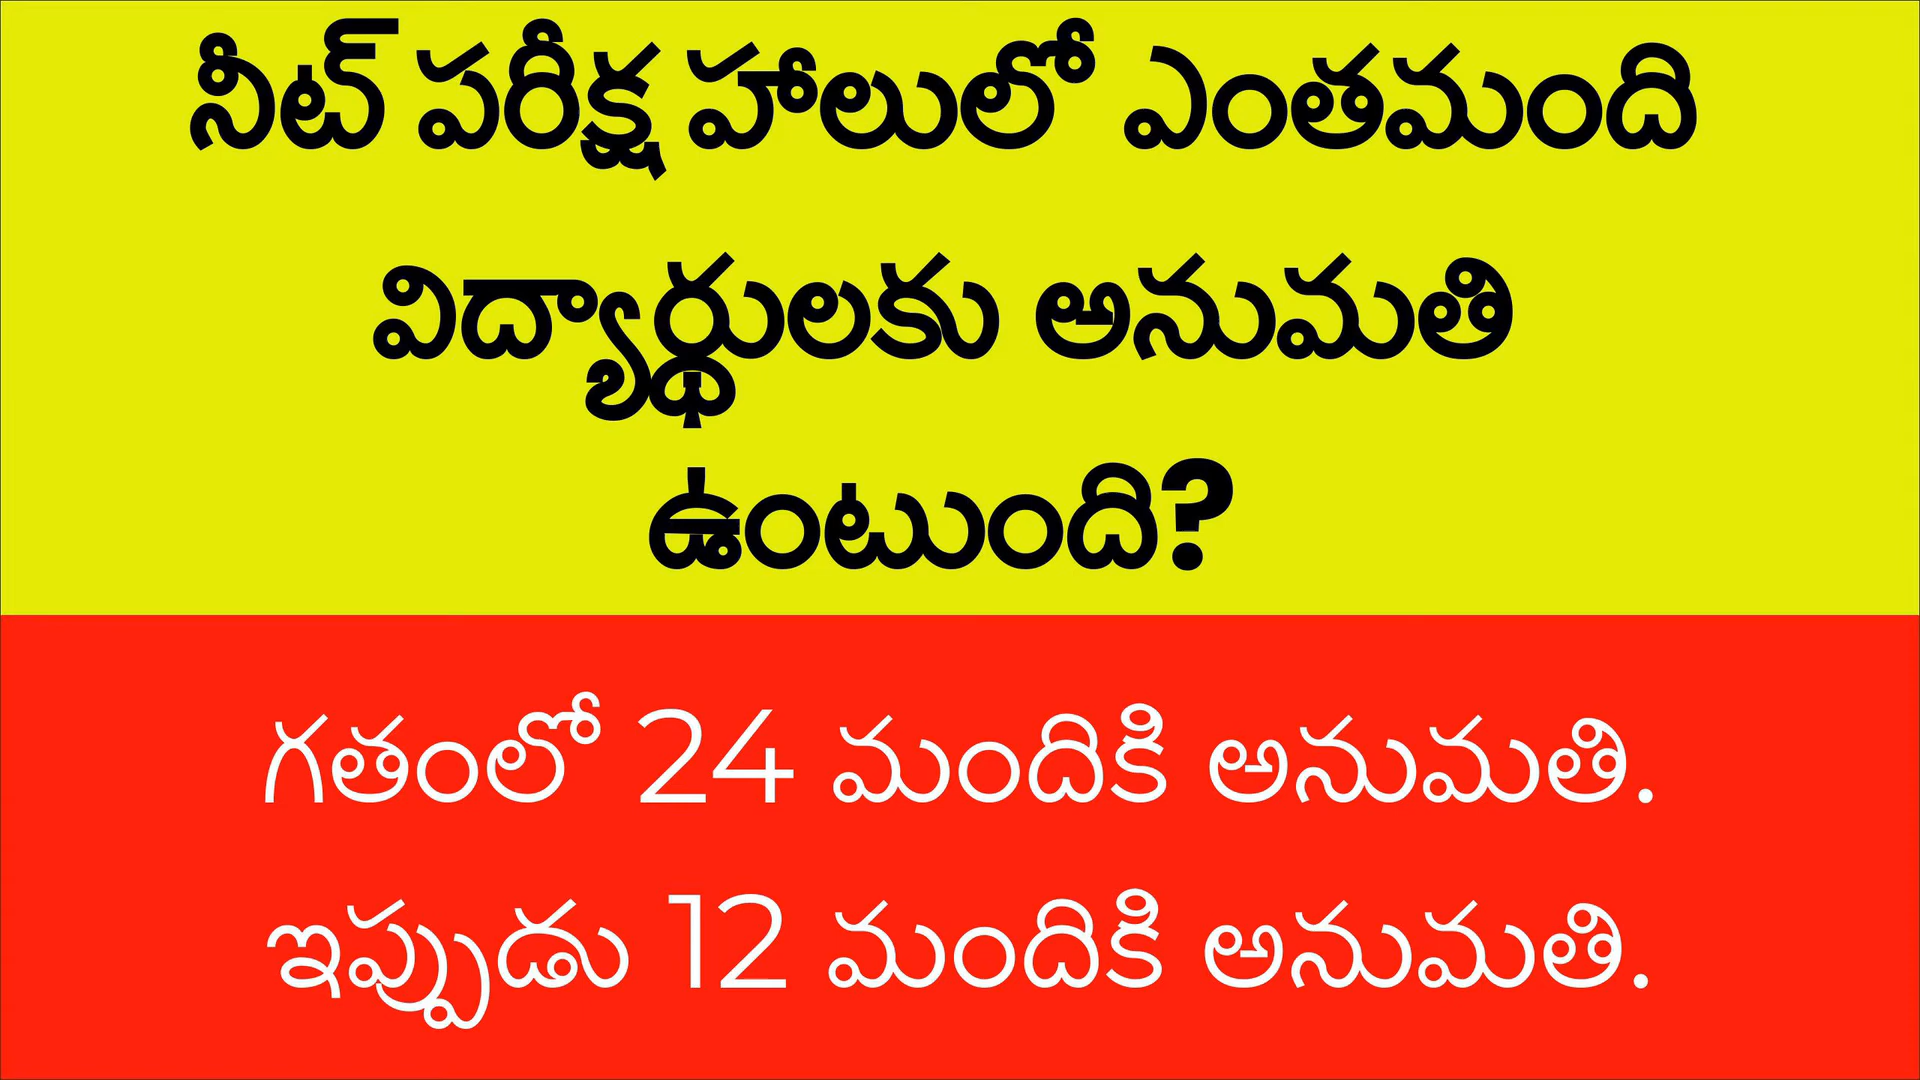 నీట్ పరీక్ష హాలులో ఎంతమంది
విద్యార్థులకు అనుమతి
ఉంటుంది?
గతంలో 24 మందికి అనుమతి.
ఇప్పుడు 12 మందికి అనుమతి.